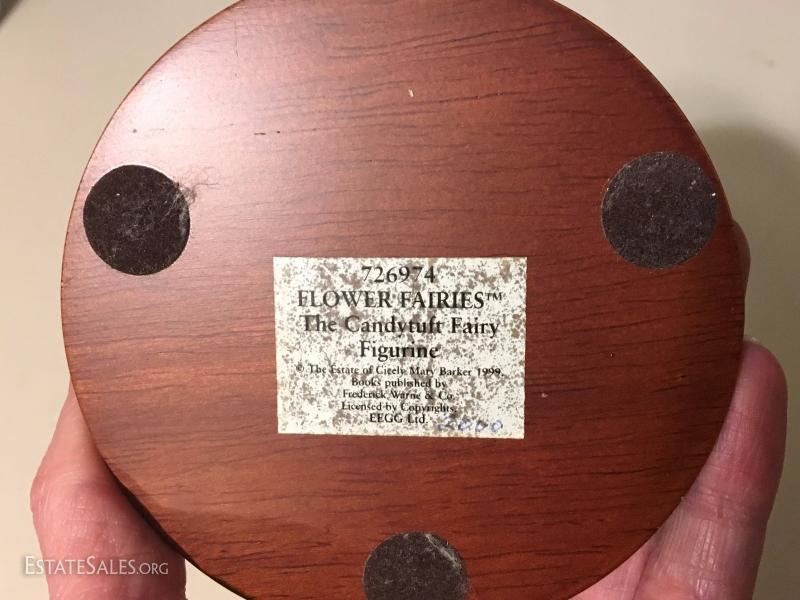 726974
FLOWER FAIRIES™
The Candytuft Fairy
Figurine
© The Estate of Cicely Mary Barker 1999.
Books published by
Frederick Warne & Co.
Licensed by Copyrights
EEGG Ltd. 2000
ESTATESALES.ORG